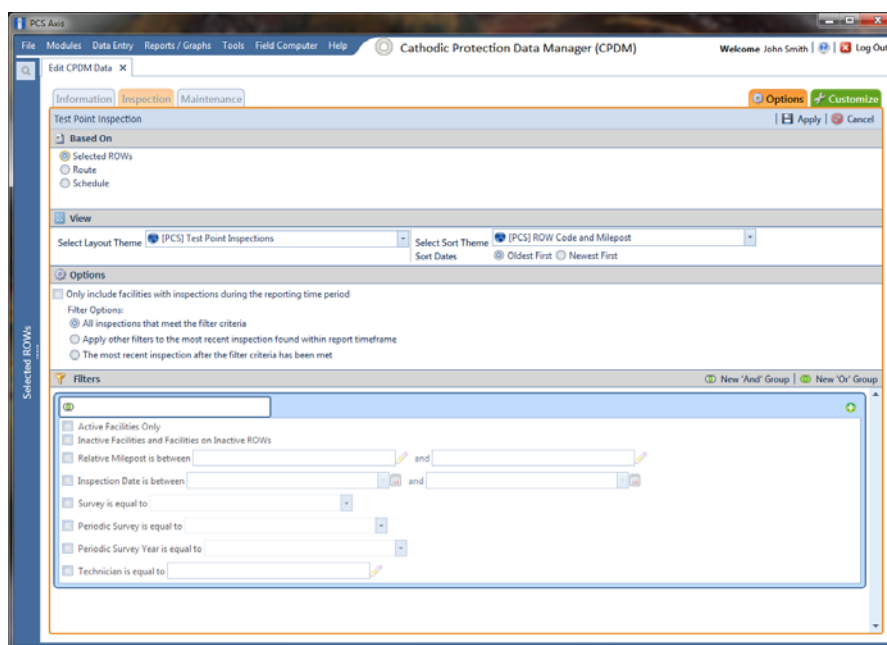 PCS Axis
File Modules Data Entry Reports / Graphs Tools Field Computer Help Cathodic Protection Data Manager (CPDM) Welcome John Smith | | Log Out
Edit CPDM Data ×
Information Inspection Maintenance Options Customize
Test Point Inspection | Apply | Cancel
Based On
Selected ROWs
Route
Schedule
View
Select Layout Theme [PCS] Test Point Inspections Select Sort Theme [PCS] ROW Code and Milepost
Sort Dates Oldest First Newest First
Options
Only include facilities with inspections during the reporting time period
Filter Options:
All inspections that meet the filter criteria
Apply other filters to the most recent inspection found within report timeframe
The most recent inspection after the filter criteria has been met
Selected ROWs
Filters New 'And' Group | New 'Or' Group
Active Facilities Only
Inactive Facilities and Facilities on Inactive ROWs
Relative Milepost is between and
Inspection Date is between and
Survey is equal to
Periodic Survey is equal to
Periodic Survey Year is equal to
Technician is equal to